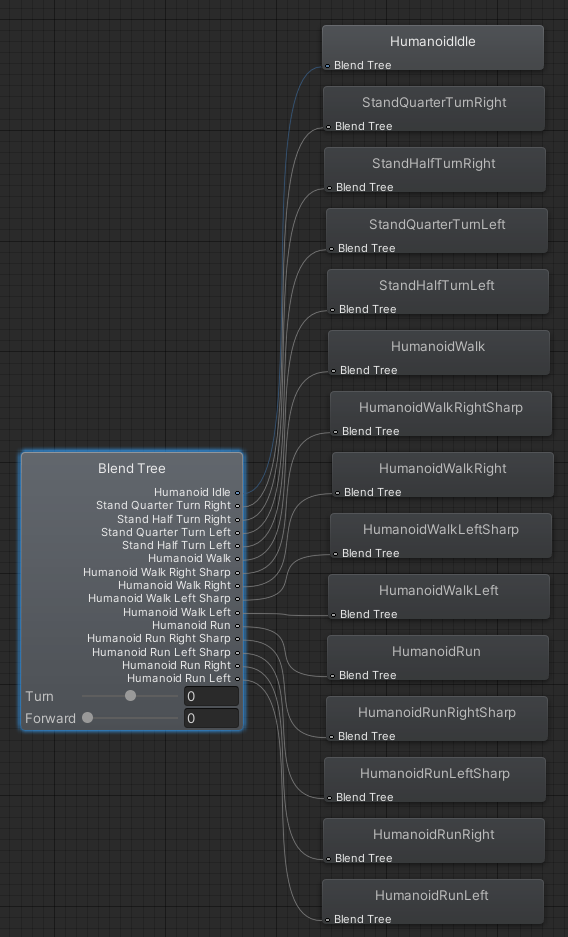 HumanoidIdle
Blend Tree
StandQuarterTurnRight
Blend Tree
StandHalfTurnRight
Blend Tree
StandQuarterTurnLeft
Blend Tree
StandHalfTurnLeft
Blend Tree
HumanoidWalk
Blend Tree
HumanoidWalkRightSharp
Blend Tree
HumanoidWalkRight
Blend Tree
HumanoidWalkLeftSharp
Blend Tree
HumanoidWalkLeft
Blend Tree
HumanoidRun
Blend Tree
HumanoidRunRightSharp
Blend Tree
HumanoidRunLeftSharp
Blend Tree
HumanoidRunRight
Blend Tree
HumanoidRunLeft
Blend Tree
Blend Tree
Humanoid Idle
Stand Quarter Turn Right
Stand Half Turn Right
Stand Quarter Turn Left
Stand Half Turn Left
Humanoid Walk
Humanoid Walk Right Sharp
Humanoid Walk Right
Humanoid Walk Left Sharp
Humanoid Walk Left
Humanoid Run
Humanoid Run Right Sharp
Humanoid Run Left Sharp
Humanoid Run Right
Humanoid Run Left
Turn 0
Forward 0